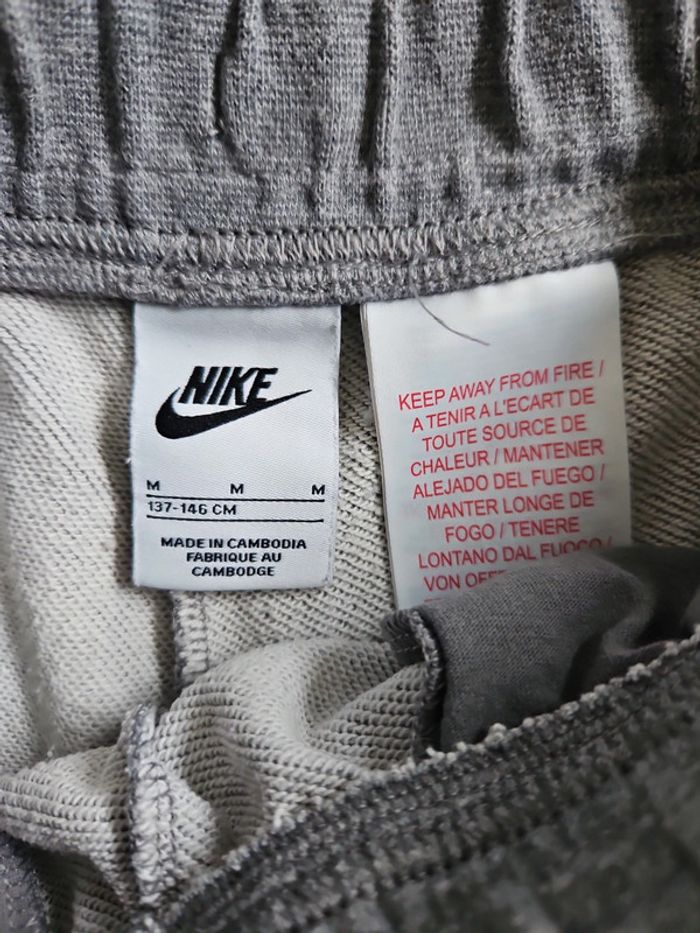 NIKE
M M M
137-146 CM
MADE IN CAMBODIA
FABRIQUE AU
CAMBODGE
KEEP AWAY FROM FIRE /
A TENIR A L'ECART DE
TOUTE SOURCE DE
CHALEUR / MANTENER
ALEJADO DEL FUEGO /
MANTER LONGE DE
FOGO / TENERE
LONTANO DAL FUOCO /
VON